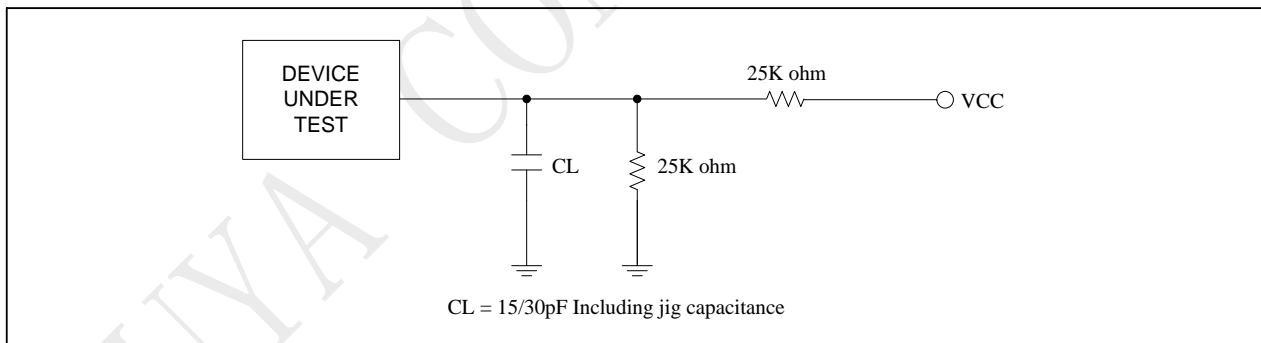 DEVICE
UNDER
TEST
25K ohm
VCC
CL
25K ohm
CL = 15/30pF Including jig capacitance